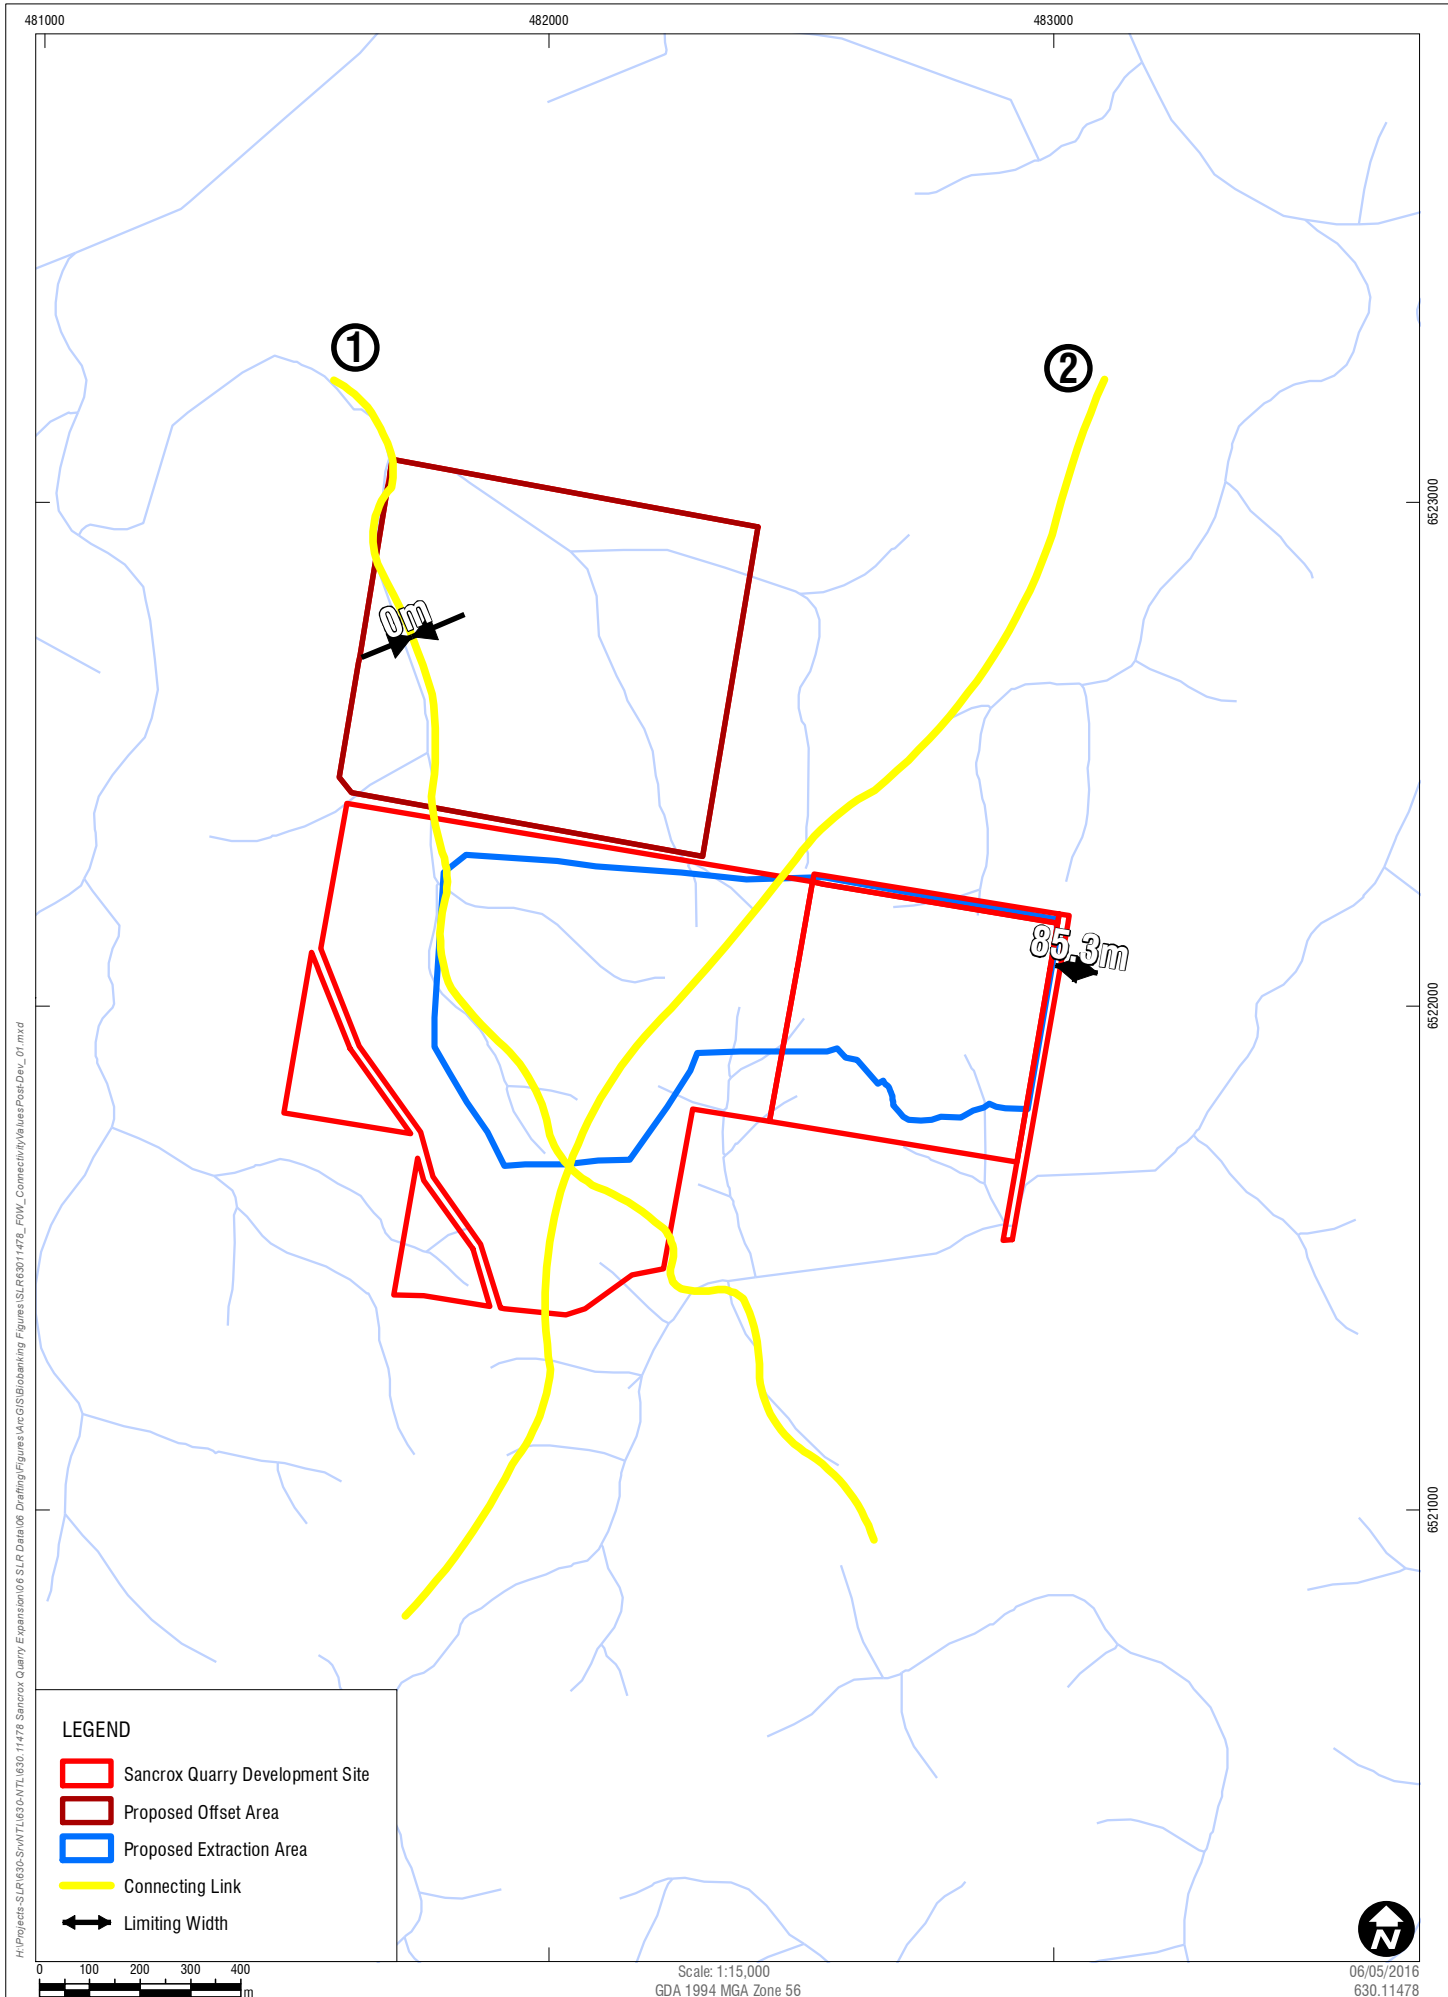 481000
482000
483000
1
2
6523000
0m
85.3m
6522000
6521000
H:\Projects-SLR\630-SrvNTL\630-NTL\630.11478 Sancrox Quarry Expansion\06 SLR Data\06 Drafting\Figures\ArcGIS\Biobanking Figures\SLR63011478_F0W_ConnectivityValuesPost-Dev_01.mxd
LEGEND
Sancrox Quarry Development Site
Proposed Offset Area
Proposed Extraction Area
Connecting Link
Limiting Width
N
0 100 200 300 400
m
Scale: 1:15,000
GDA 1994 MGA Zone 56
06/05/2016
630.11478